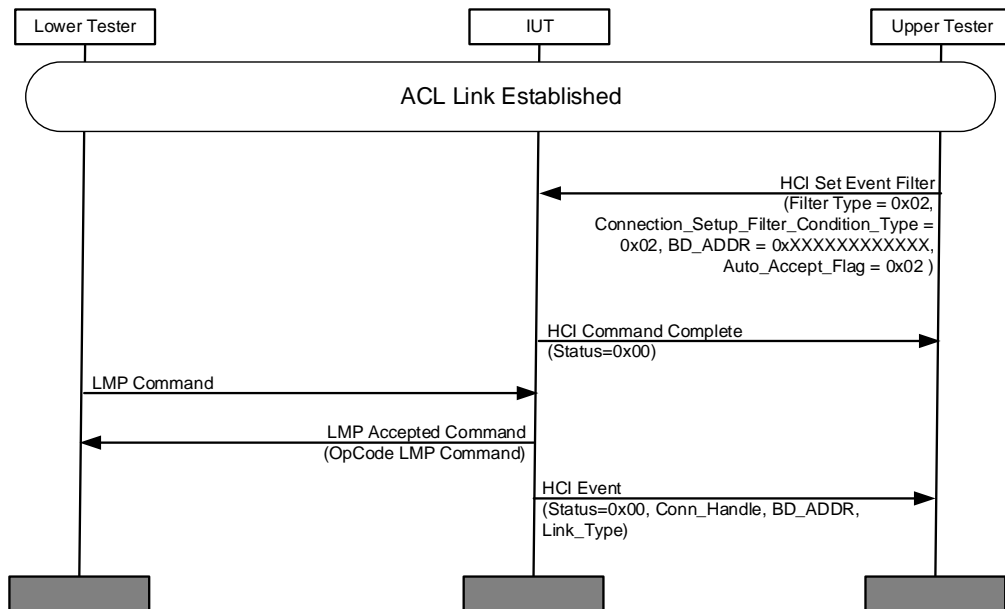 Lower Tester
IUT
Upper Tester
ACL Link Established
HCI Set Event Filter
(Filter Type = 0x02,
Connection_Setup_Filter_Condition_Type =
0x02, BD_ADDR = 0xXXXXXXXXXXXX,
Auto_Accept_Flag = 0x02 )
HCI Command Complete
(Status=0x00)
LMP Command
LMP Accepted Command
(OpCode LMP Command)
HCI Event
(Status=0x00, Conn_Handle, BD_ADDR,
Link_Type)